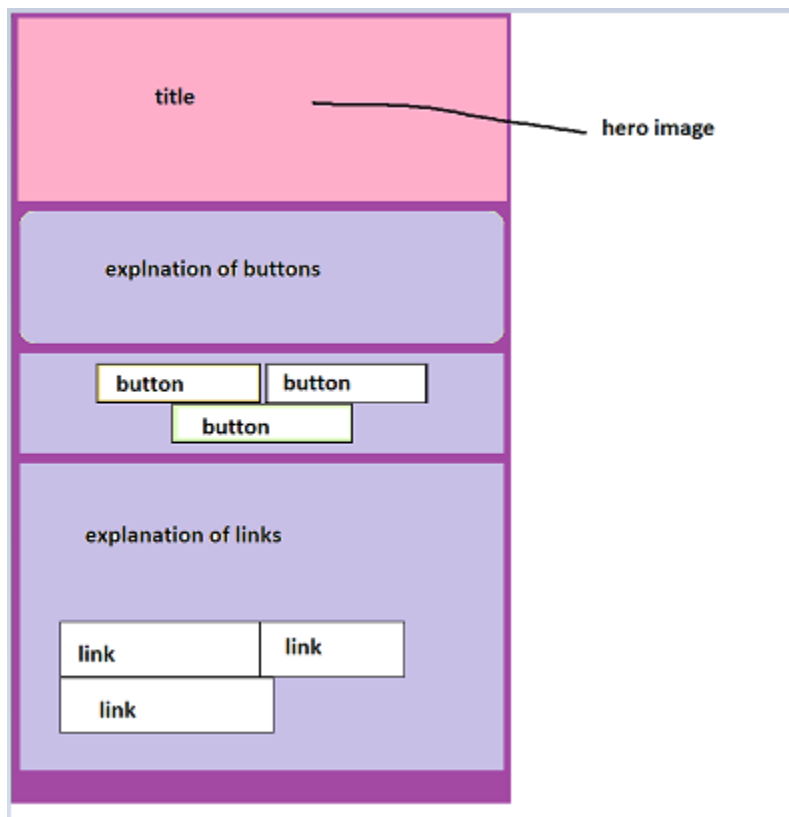 title
hero image
explnation of buttons
button button
button
explanation of links
link link
link